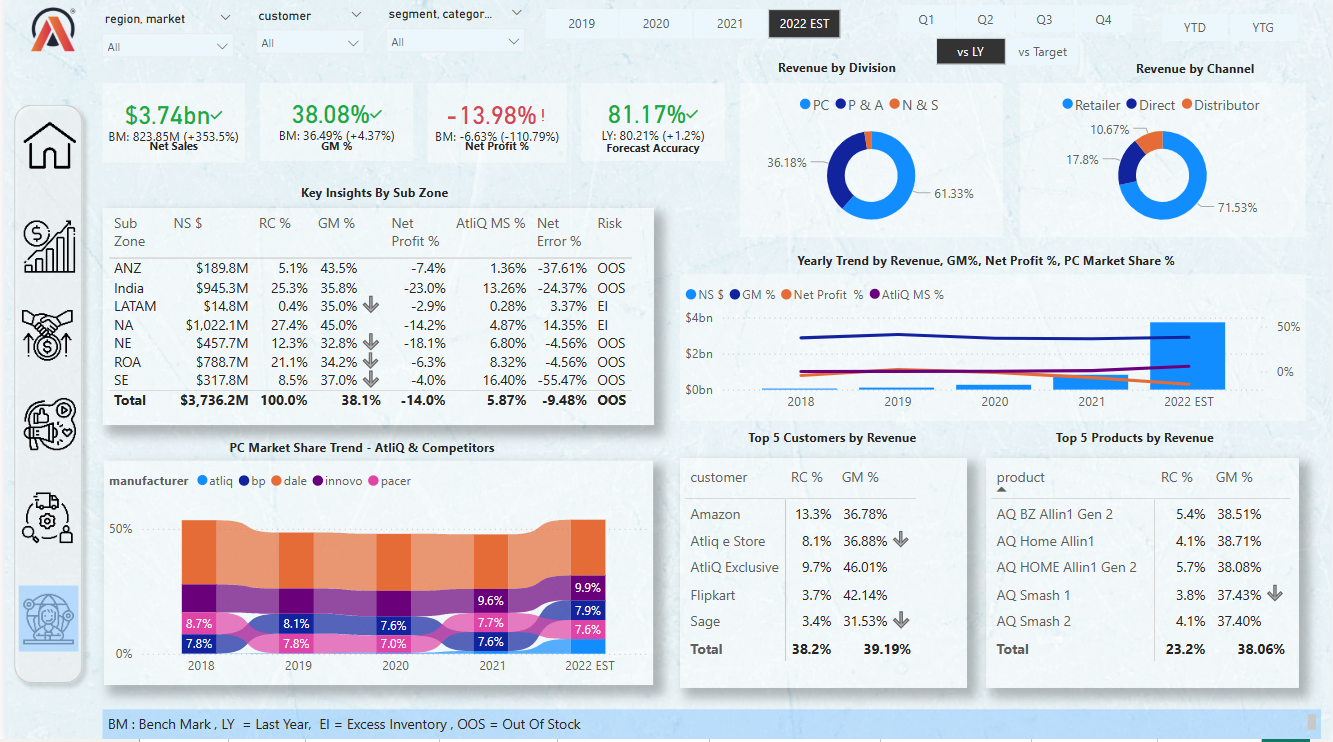 region, market
customer
segment, categor...
All
All
All
2019 2020 2021 2022 EST
Q1 Q2 Q3 Q4
YTD YTG
vs LY vs Target
$3.74bn
BM: 823.85M (+353.5%)
Net Sales
38.08%
BM: 36.49% (+4.37%)
GM %
-13.98%!
BM: -6.63% (-110.79%)
Net Profit %
81.17%
LY: 80.21% (+1.2%)
Forecast Accuracy
Revenue by Division
PC P & A N & S
36.18%
61.33%
Revenue by Channel
Retailer Direct Distributor
10.67%
17.8%
71.53%
Key Insights By Sub Zone
Sub Zone NS $ RC % GM % Net Profit % AtliQ MS % Net Error % Risk
ANZ $189.8M 5.1% 43.5% -7.4% 1.36% -37.61% OOS
India $945.3M 25.3% 35.8% -23.0% 13.26% -24.37% OOS
LATAM $14.8M 0.4% 35.0% -2.9% 0.28% 3.37% EI
NA $1,022.1M 27.4% 45.0% -14.2% 4.87% 14.35% EI
NE $457.7M 12.3% 32.8% -18.1% 6.80% -4.56% OOS
ROA $788.7M 21.1% 34.2% -6.3% 8.32% -4.56% OOS
SE $317.8M 8.5% 37.0% -4.0% 16.40% -55.47% OOS
Total $3,736.2M 100.0% 38.1% -14.0% 5.87% -9.48% OOS
Yearly Trend by Revenue, GM%, Net Profit %, PC Market Share %
NS $ GM % Net Profit % AtliQ MS %
$4bn
$2bn
$0bn
50%
0%
2018 2019 2020 2021 2022 EST
PC Market Share Trend - AtliQ & Competitors
manufacturer atliq bp dale innovo pacer
50%
0%
8.7%
7.8%
8.1%
7.8%
7.6%
7.0%
9.6%
7.7%
7.6%
9.9%
7.9%
7.6%
2018 2019 2020 2021 2022 EST
Top 5 Customers by Revenue
customer RC % GM %
Amazon 13.3% 36.78%
Atliq e Store 8.1% 36.88%
AtliQ Exclusive 9.7% 46.01%
Flipkart 3.7% 42.14%
Sage 3.4% 31.53%
Total 38.2% 39.19%
Top 5 Products by Revenue
product RC % GM %
AQ BZ Allin1 Gen 2 5.4% 38.51%
AQ Home Allin1 4.1% 38.71%
AQ HOME Allin1 Gen 2 5.7% 38.08%
AQ Smash 1 3.8% 37.43%
AQ Smash 2 4.1% 37.40%
Total 23.2% 38.06%
BM : Bench Mark , LY = Last Year, EI = Excess Inventory , OOS = Out Of Stock